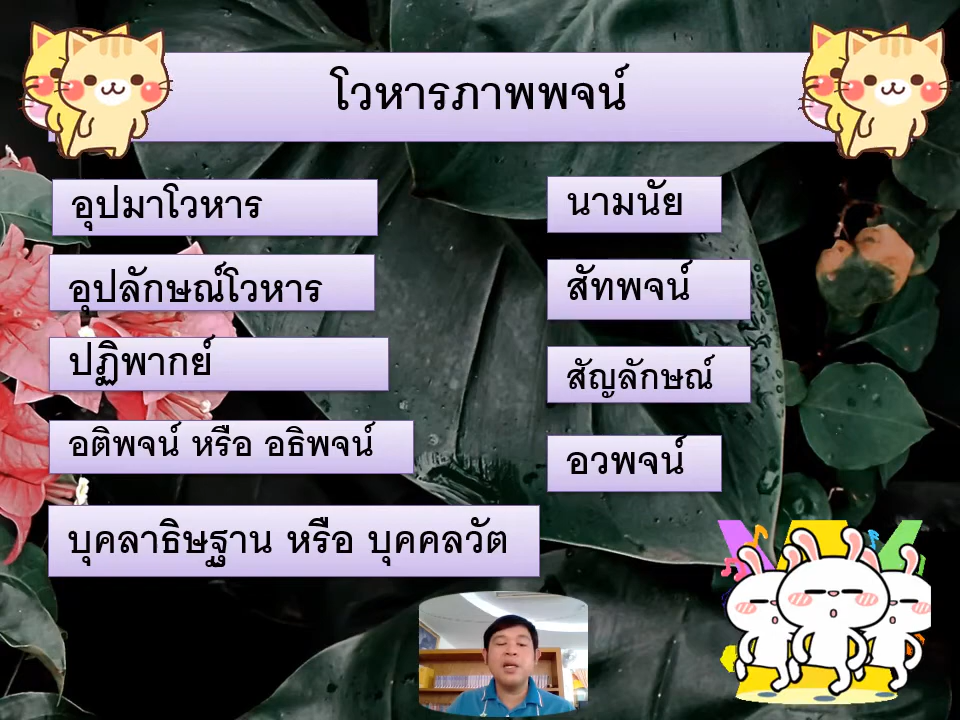 โวหารภาพพจน์
อุปมาโวหาร
อุปลักษณ์โวหาร
ปฏิพากย์
อติพจน์ หรือ อธิพจน์
บุคลาธิษฐาน หรือ บุคคลวัต
นามนัย
สัทพจน์
สัญลักษณ์
อวพจน์